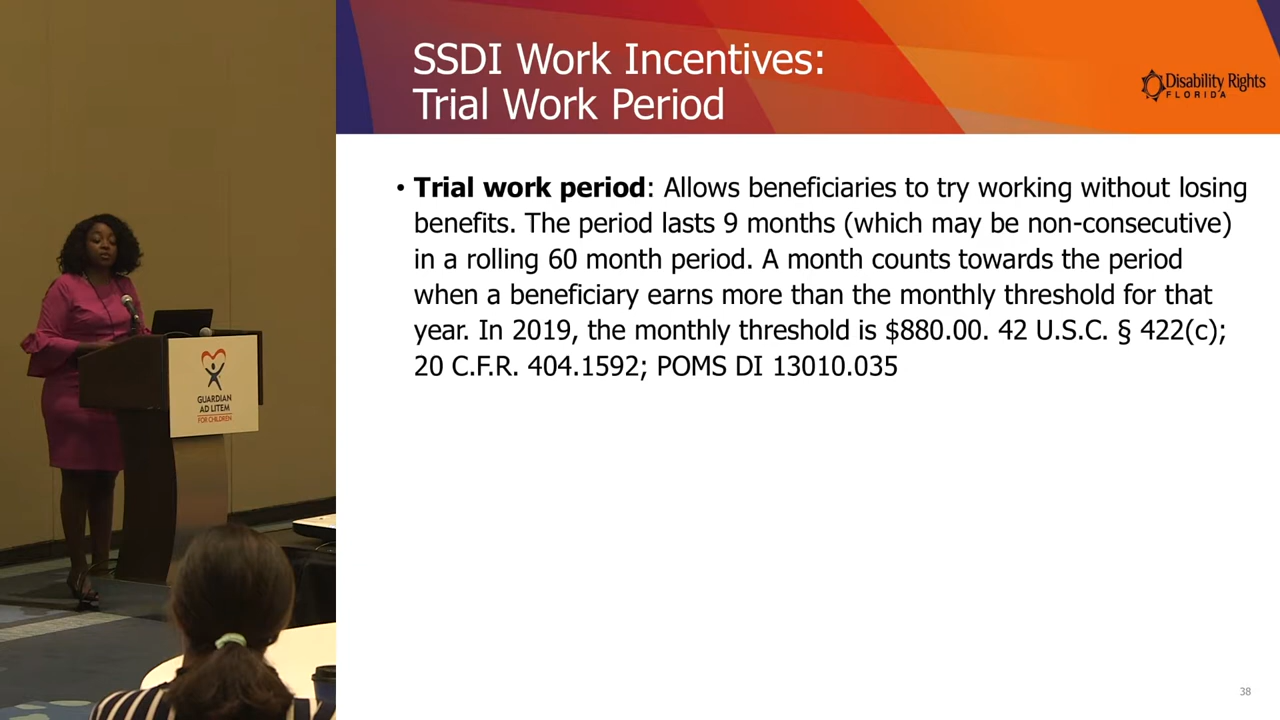 SSDI Work Incentives:
Trial Work Period
Disability Rights
FLORIDA
• Trial work period: Allows beneficiaries to try working without losing
benefits. The period lasts 9 months (which may be non-consecutive)
in a rolling 60 month period. A month counts towards the period
when a beneficiary earns more than the monthly threshold for that
year. In 2019, the monthly threshold is $880.00. 42 U.S.C. § 422(c);
20 C.F.R. 404.1592; POMS DI 13010.035
GUARDIAN
AD LITEM
FOR CHILDREN
38